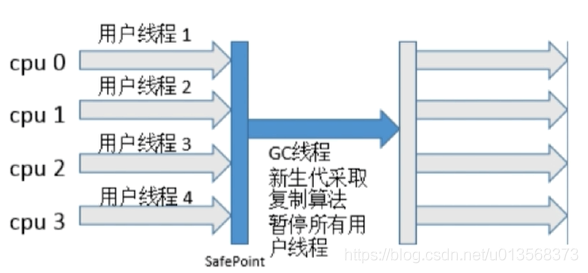 用户线程 1
cpu 0
用户线程 2
cpu 1
用户线程 3
cpu 2
用户线程 4
cpu 3
GC线程
新生代采取
复制算法
暂停所有用
户线程
SafePoint
https://blog.csdn.net/u013568373